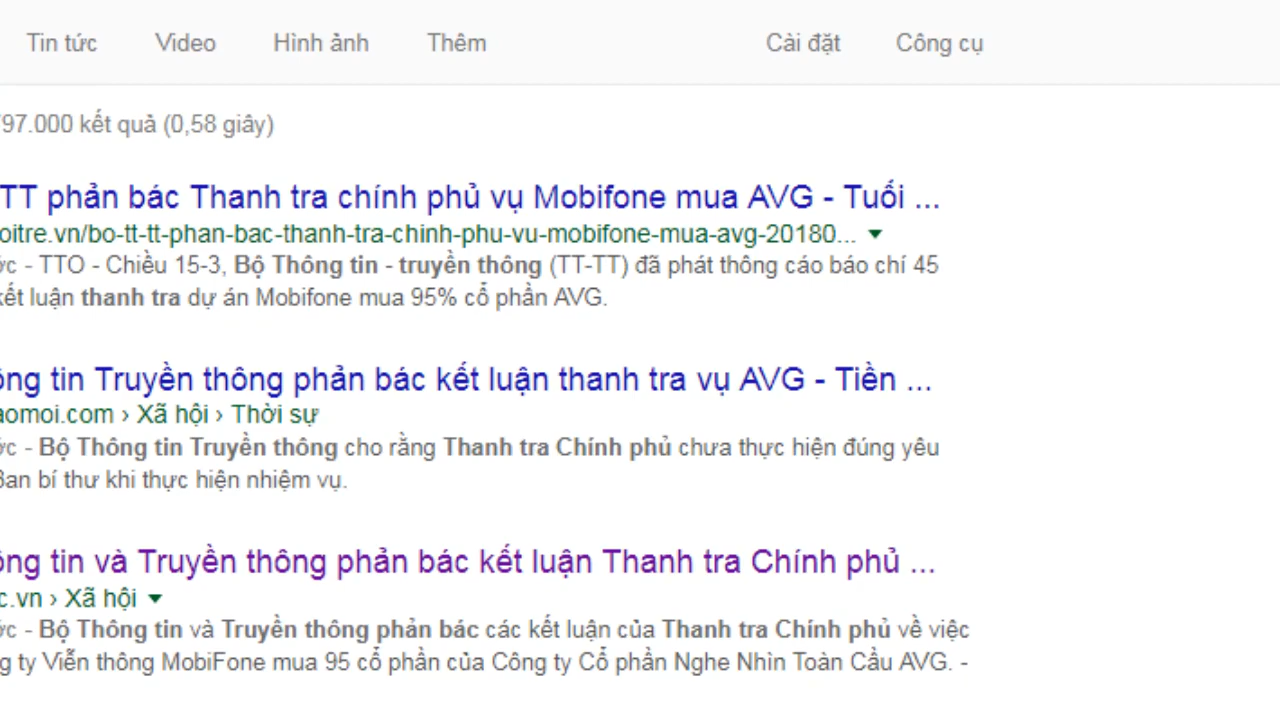 Tin tức Video Hình ảnh Thêm Cài đặt Công cụ
97.000 kết quả (0,58 giây)
TT phản bác Thanh tra chính phủ vụ Mobifone mua AVG - Tuổi ...
oitre.vn/bo-tt-tt-phan-bac-thanh-tra-chinh-phu-vu-mobifone-mua-avg-20180...
- TTO - Chiều 15-3, Bộ Thông tin - truyền thông (TT-TT) đã phát thông cáo báo chí 45
kết luận thanh tra dự án Mobifone mua 95% cổ phần AVG.
ông tin Truyền thông phản bác kết luận thanh tra vụ AVG - Tiền ...
aomoi.com › Xã hội › Thời sự
- Bộ Thông tin Truyền thông cho rằng Thanh tra Chính phủ chưa thực hiện đúng yêu
Ban bí thư khi thực hiện nhiệm vụ.
ông tin và Truyền thông phản bác kết luận Thanh tra Chính phủ ...
c.vn › Xã hội
- Bộ Thông tin và Truyền thông phản bác các kết luận của Thanh tra Chính phủ về việc
g ty Viễn thông MobiFone mua 95 cổ phần của Công ty Cổ phần Nghe Nhìn Toàn Cầu AVG. -